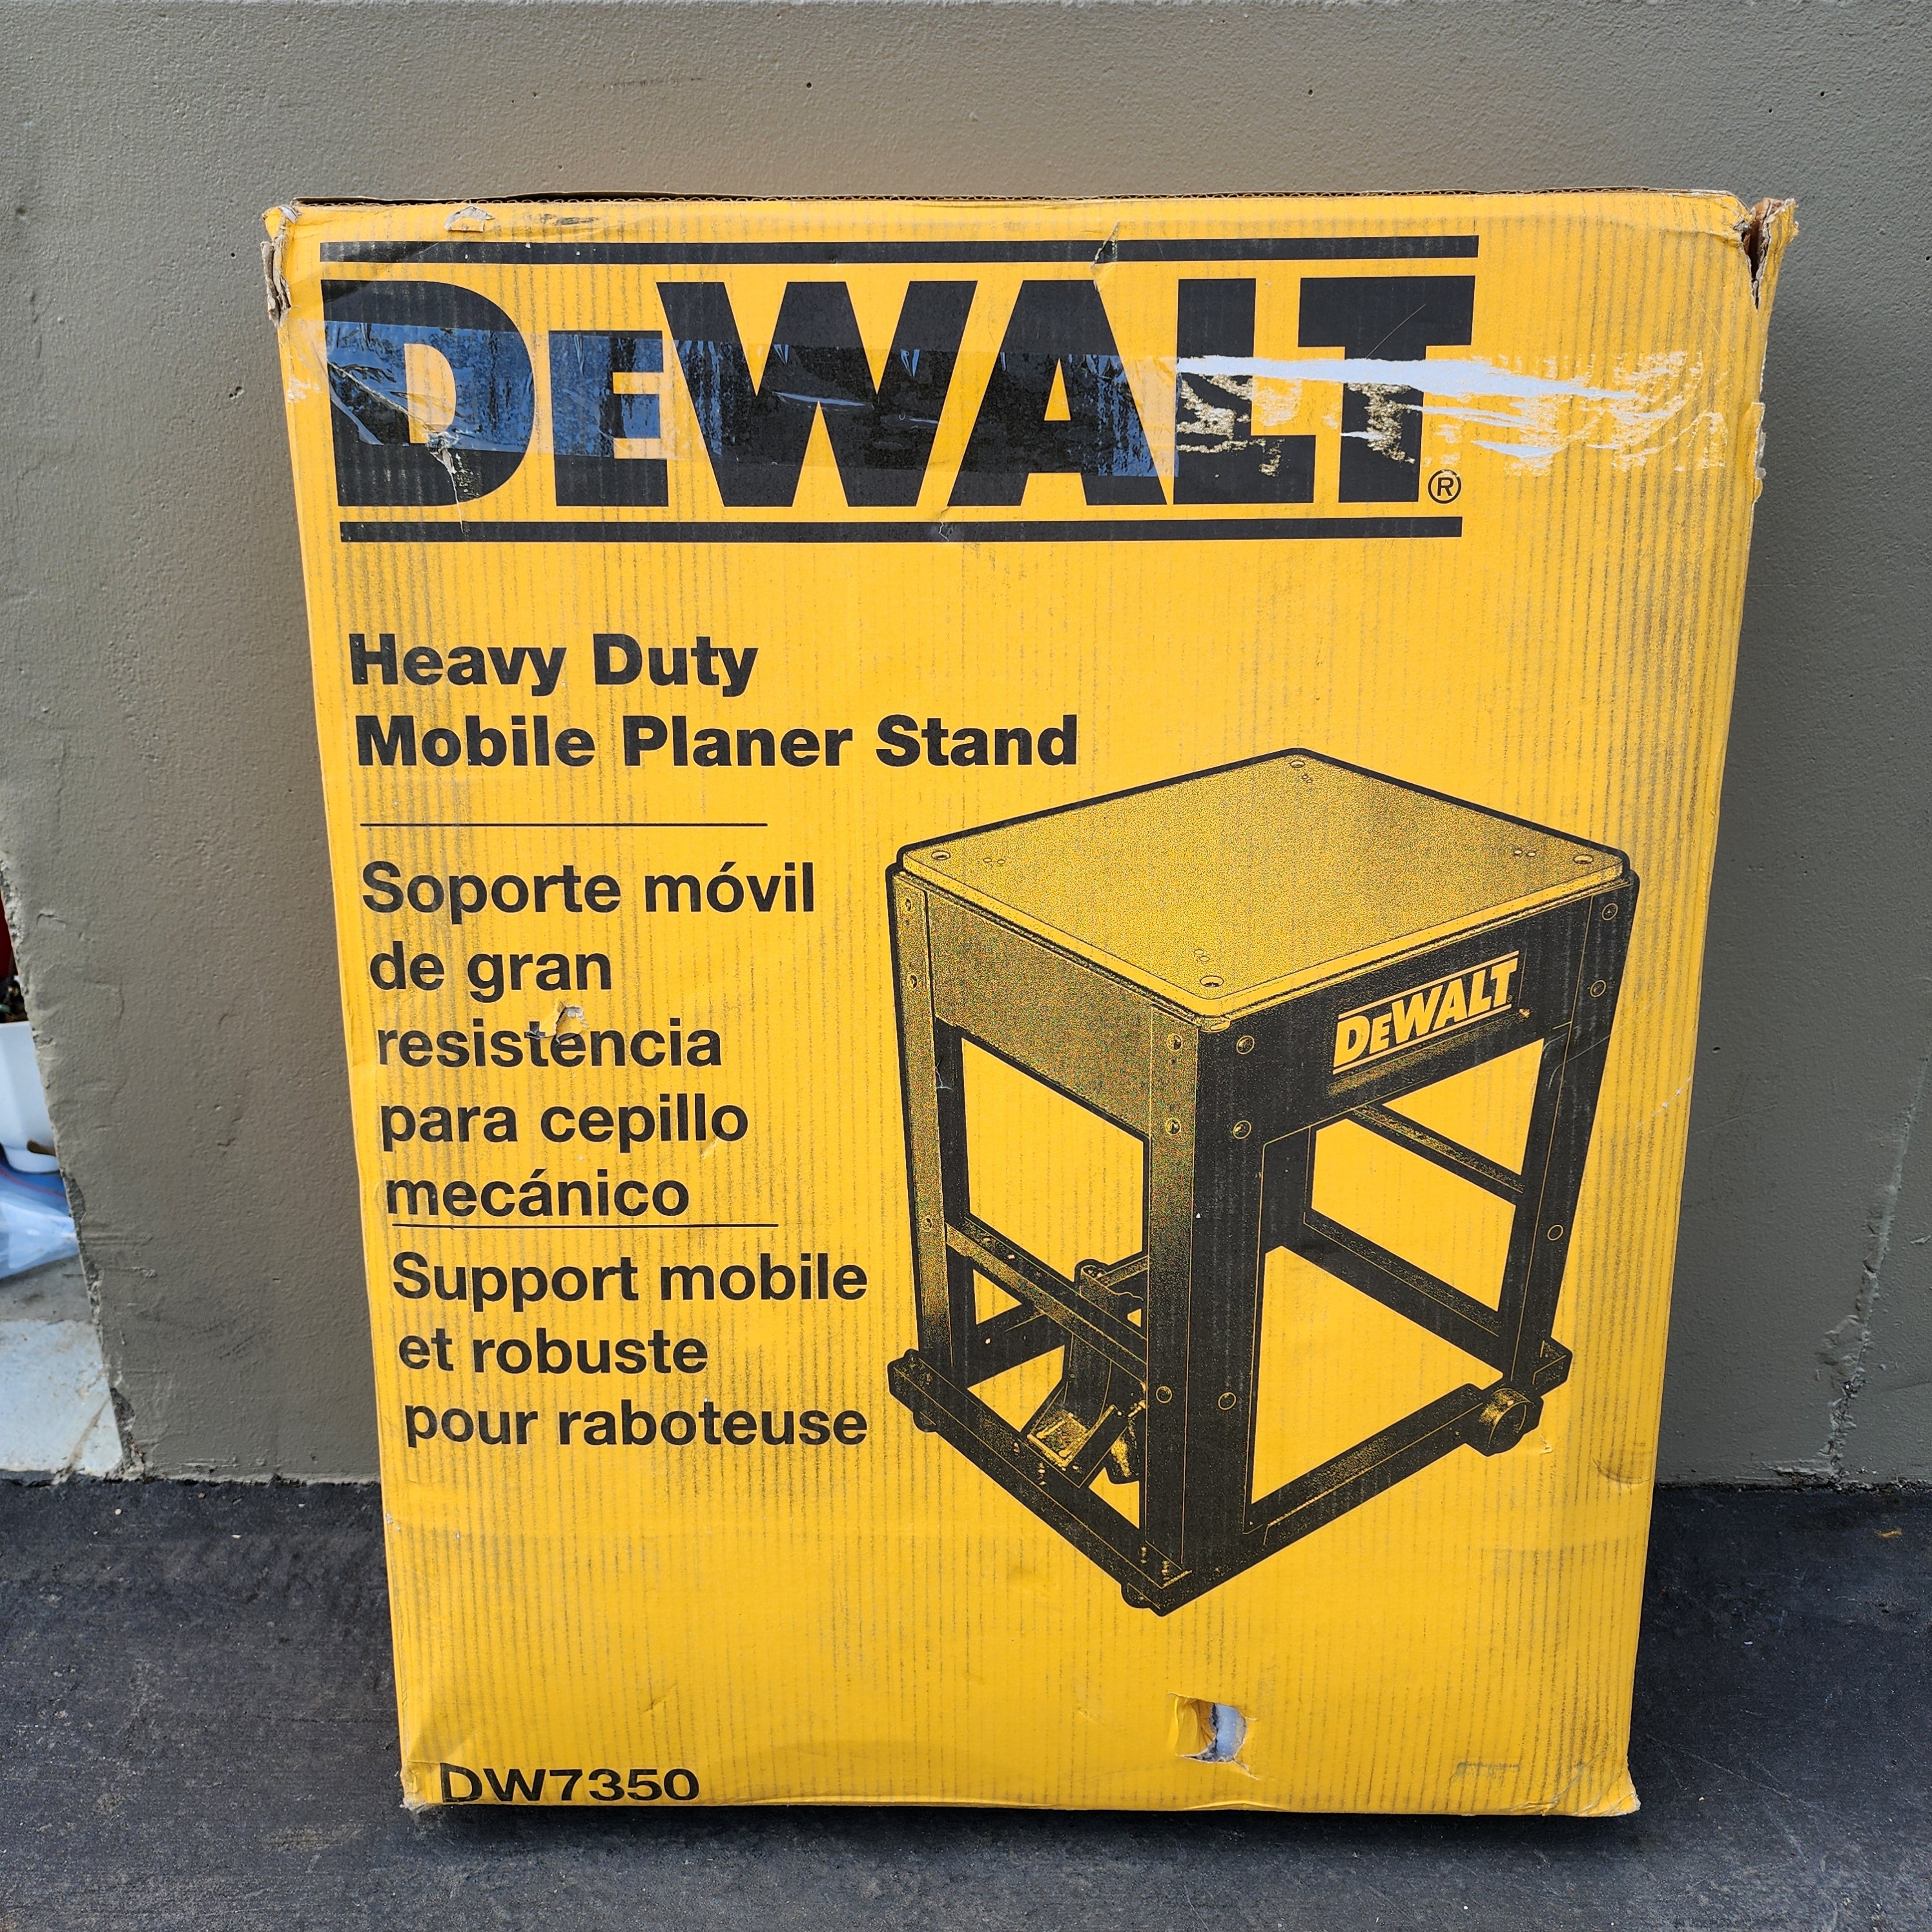 DEWALT®
Heavy Duty
Mobile Planer Stand
Soporte móvil
de gran
resistencia
para cepillo
mecánico
Support mobile
et robuste
pour raboteuse
DEWALT
DW7350